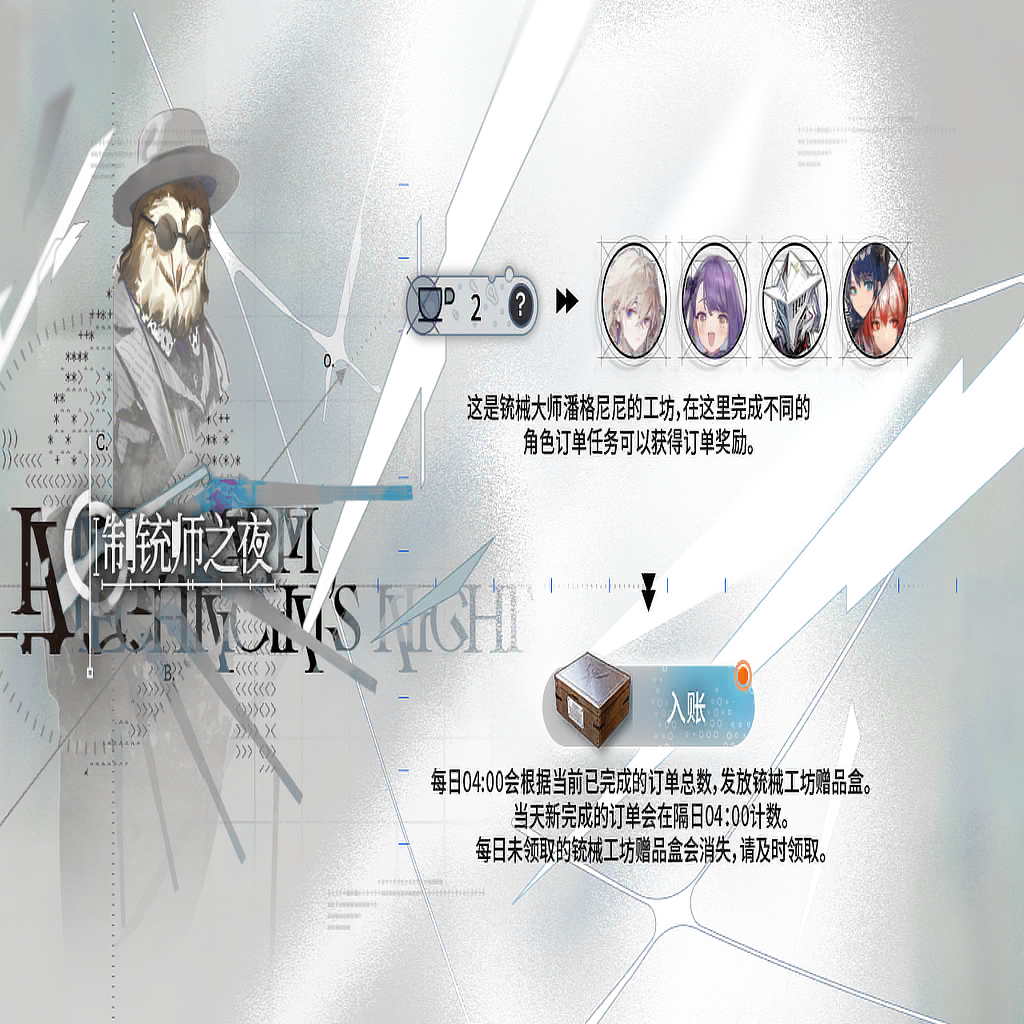 2
?
这是铳械大师潘格尼尼的工坊,在这里完成不同的
角色订单任务可以获得订单奖励。
O.
C.
制铳师之夜
TECHNICIAN'S NIGHT
B.
入账
每日04:00会根据当前已完成的订单总数,发放铳械工坊赠品盒。
当天新完成的订单会在隔日04:00计数。
每日未领取的铳械工坊赠品盒会消失,请及时领取。